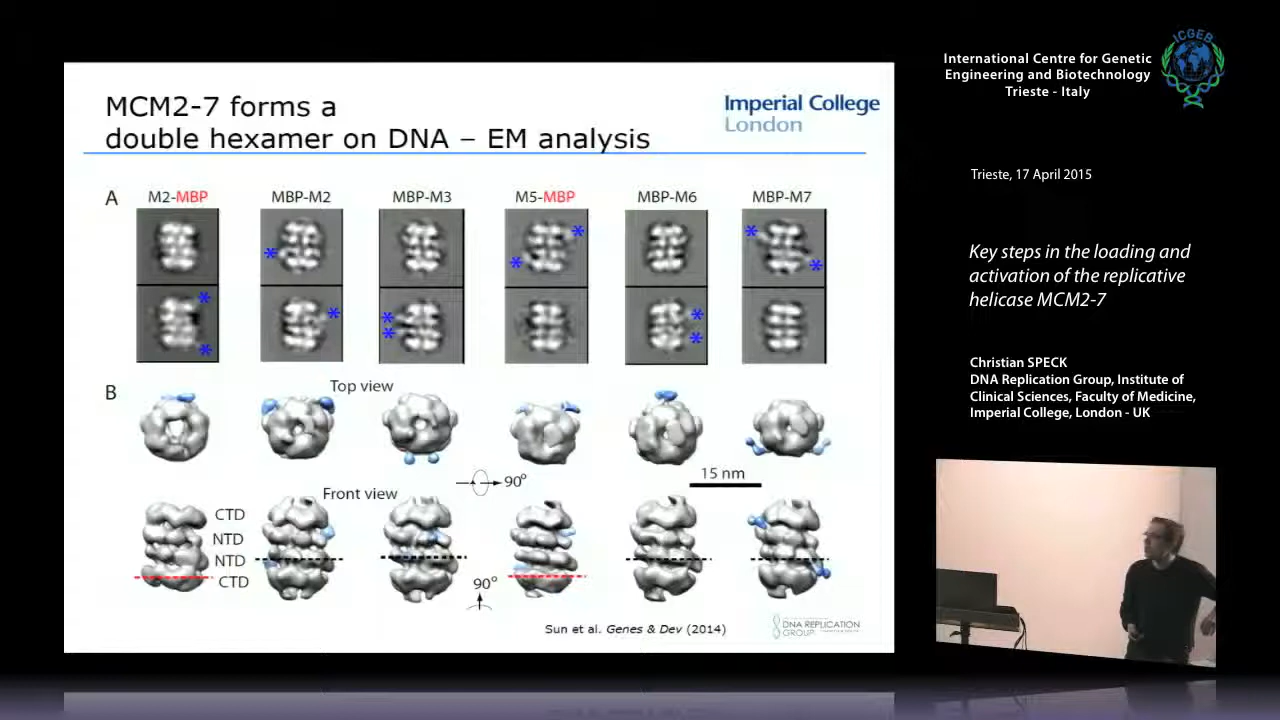 MCM2-7 forms a
double hexamer on DNA – EM analysis
Imperial College
London
A
M2-MBP
MBP-M2
MBP-M3
M5-MBP
MBP-M6
MBP-M7
*
*
*
*
*
*
*
*
*
*
*
*
B
Top view
90°
15 nm
Front view
CTD
NTD
NTD
CTD
90°
Sun et al. Genes & Dev (2014)
DNA REPLICATION
GROUP
ICGEB
International Centre for Genetic
Engineering and Biotechnology
Trieste - Italy
Trieste, 17 April 2015
Key steps in the loading and
activation of the replicative
helicase MCM2-7
Christian SPECK
DNA Replication Group, Institute of
Clinical Sciences, Faculty of Medicine,
Imperial College, London - UK